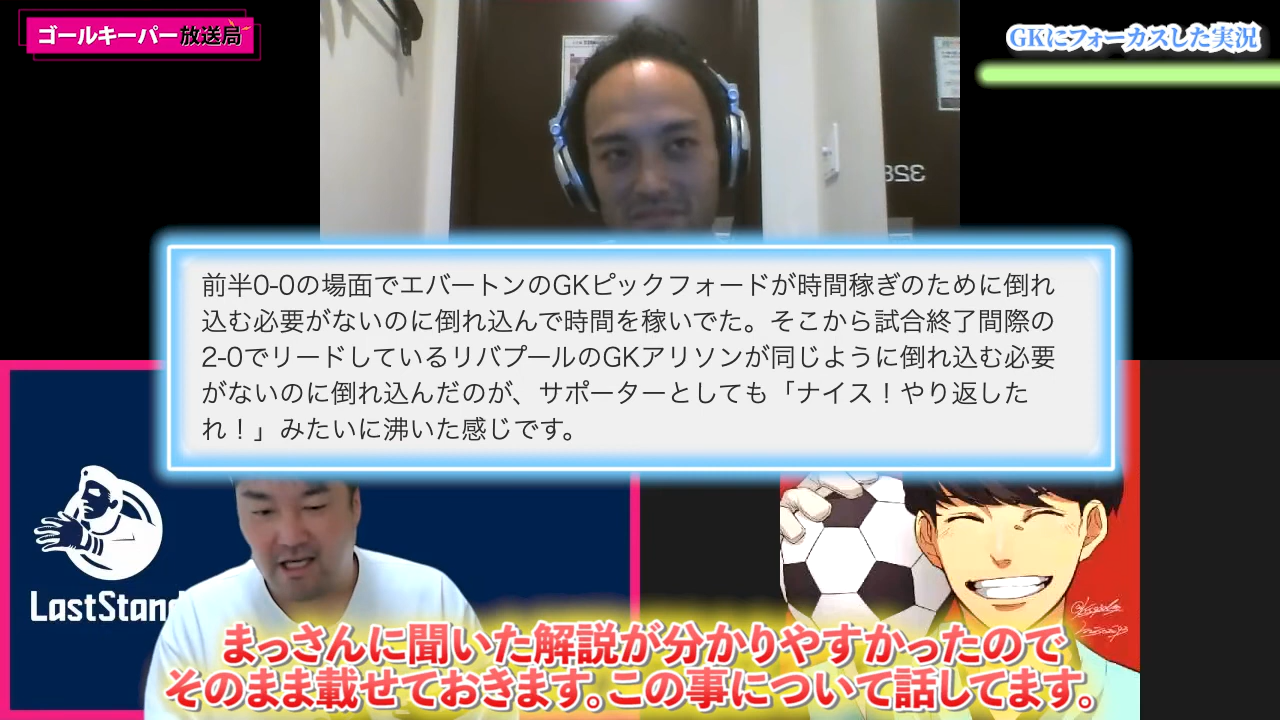 ゴールキーパー放送局
GKにフォーカスした実況
328
前半0-0の場面でエバートンのGKピックフォードが時間稼ぎのために倒れ
込む必要がないのに倒れ込んで時間を稼いでた。そこから試合終了間際の
2-0でリードしているリバプールのGKアリソンが同じように倒れ込む必要
がないのに倒れ込んだのが、サポーターとしても「ナイス！やり返した
れ！」みたいに沸いた感じです。
LastStand
まっさんに聞いた解説が分かりやすかったので
そのまま載せておきます。この事について話してます。